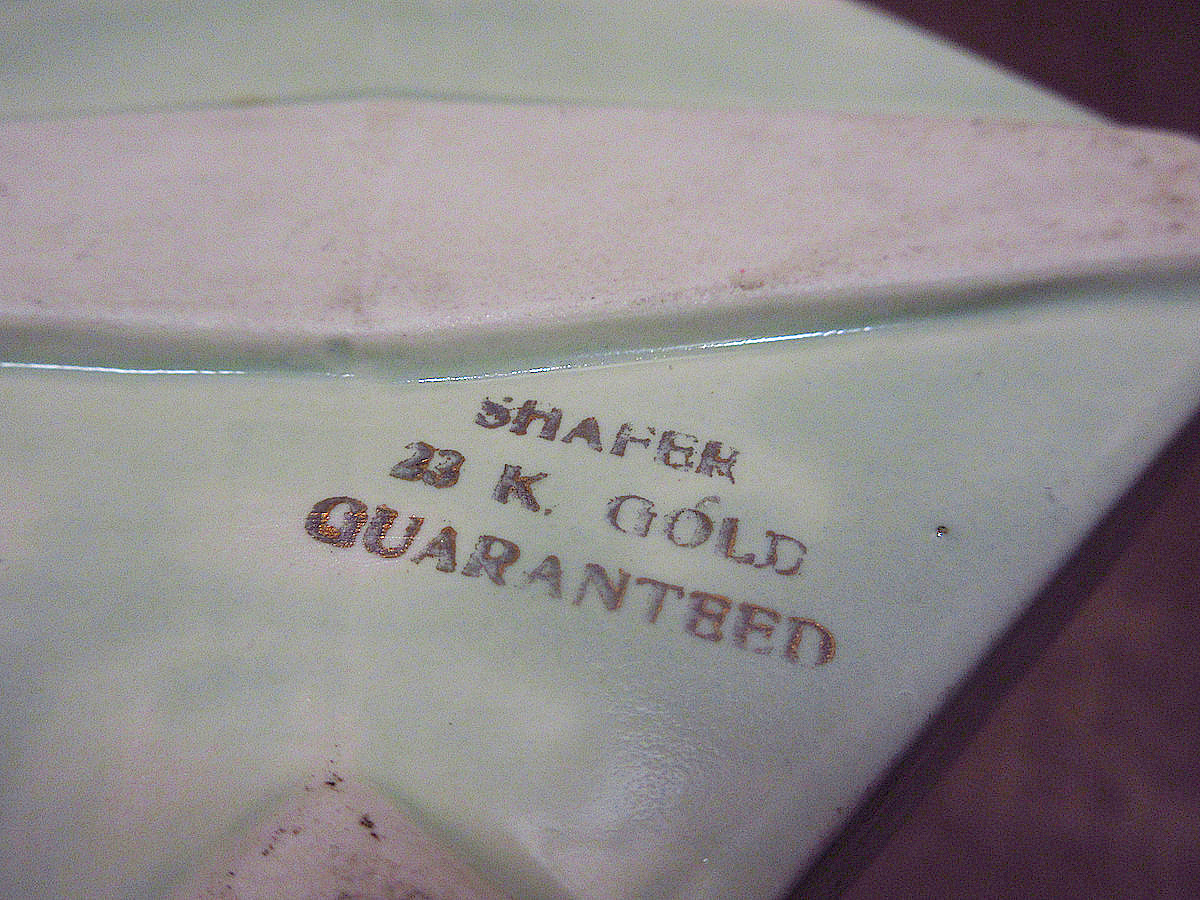 SHAFER
23 K. GOLD
GUARANTEED